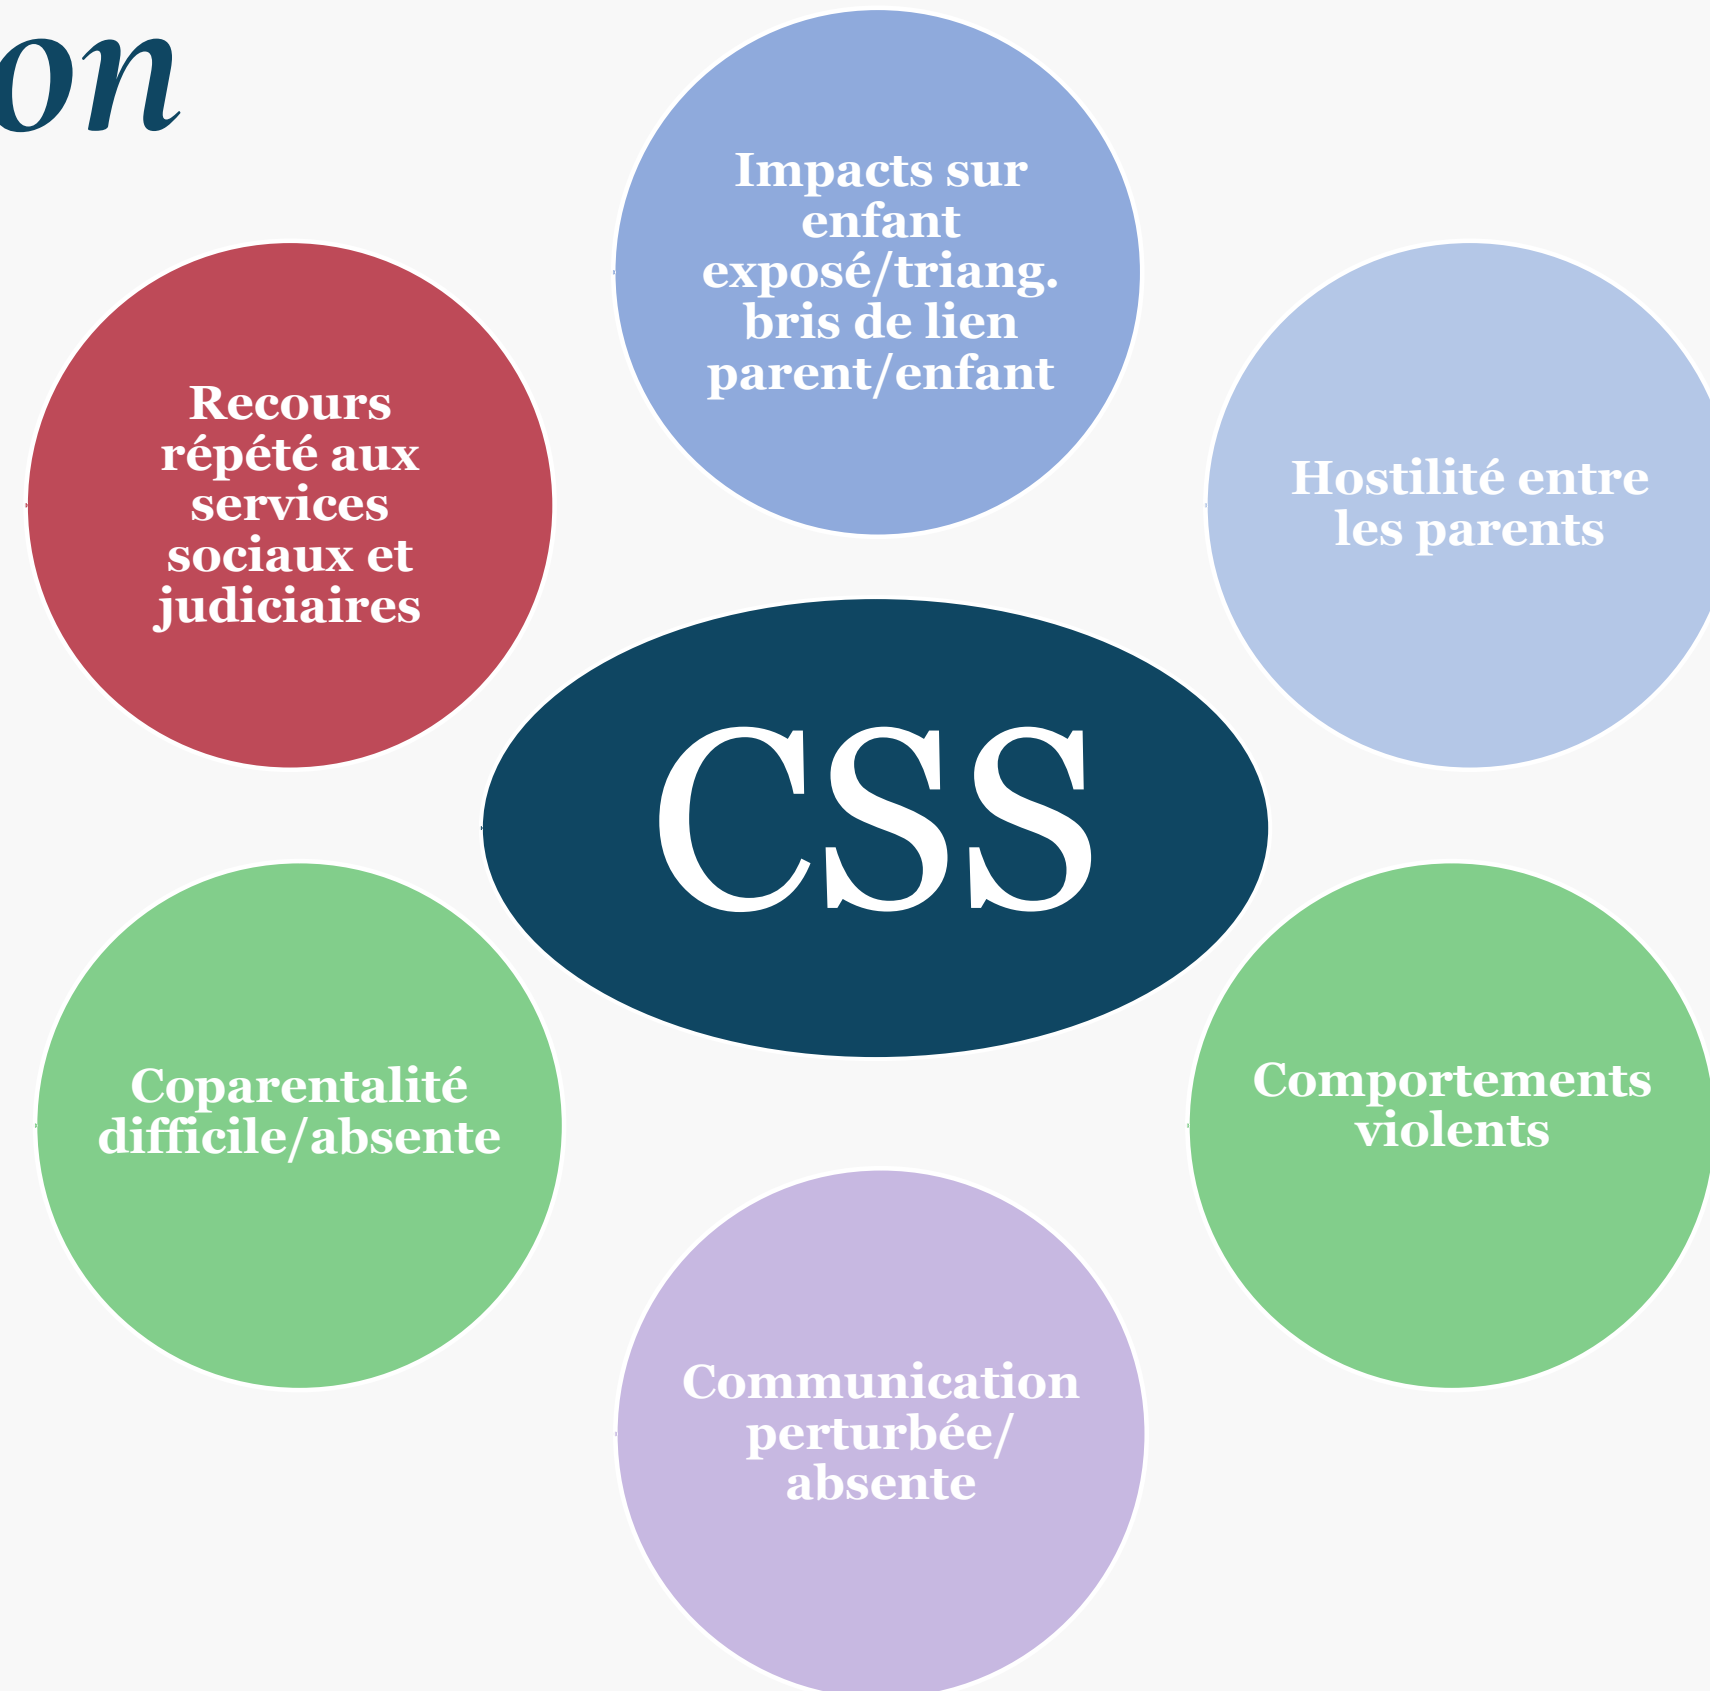 on
Impacts sur
enfant
exposé/triang.
bris de lien
parent/enfant
Recours
répété aux
services
sociaux et
judiciaires
Hostilité entre
les parents
CSS
Coparentalité
difficile/absente
Comportements
violents
Communication
perturbée/
absente